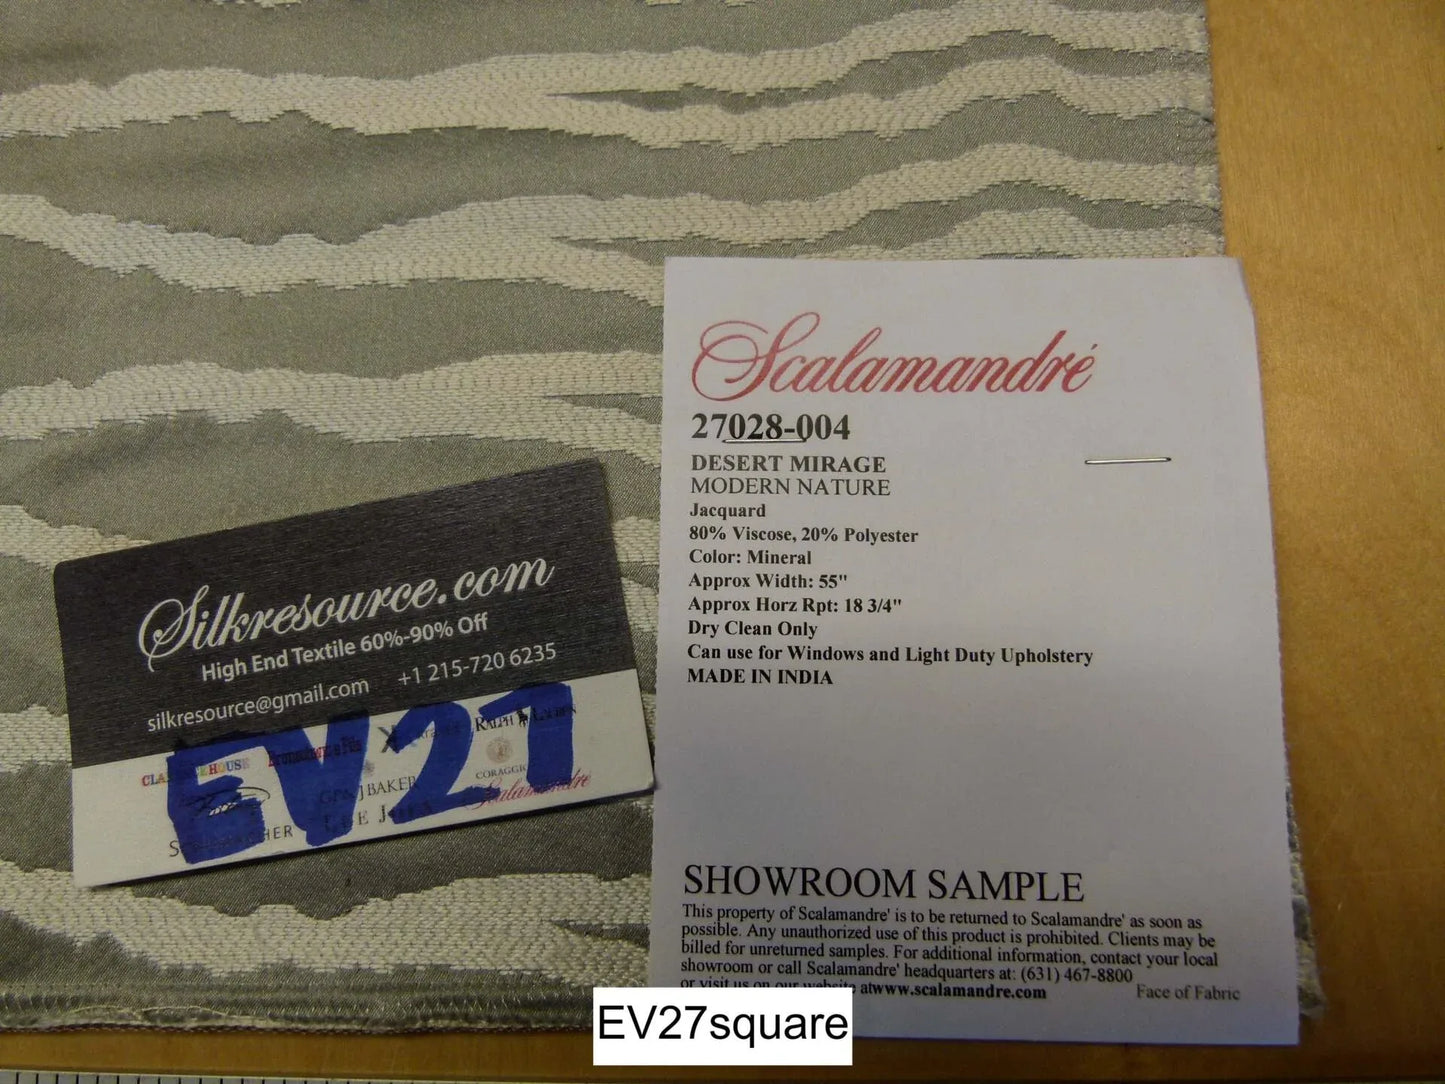 Scalamandré
27028-004
DESERT MIRAGE
MODERN NATURE
Jacquard
80% Viscose, 20% Polyester
Color: Mineral
Approx Width: 55"
Approx Horz Rpt: 18 3/4"
Dry Clean Only
Can use for Windows and Light Duty Upholstery
MADE IN INDIA
SHOWROOM SAMPLE
This property of Scalamandre' is to be returned to Scalamandre' as soon as
possible. Any unauthorized use of this product is prohibited. Clients may be
billed for unreturned samples. For additional information, contact your local
showroom or call Scalamandre' headquarters at: (631) 467-8800
or visit us on our website atwww.scalamandre.com
Face of Fabric
Silkresource.com
High End Textile 60%-90% Off
silkresource@gmail.com +1 215-720 6235
EV27
RALPH LAUREN
CORAGGIO
Scalamandré
BAKER
EV27square